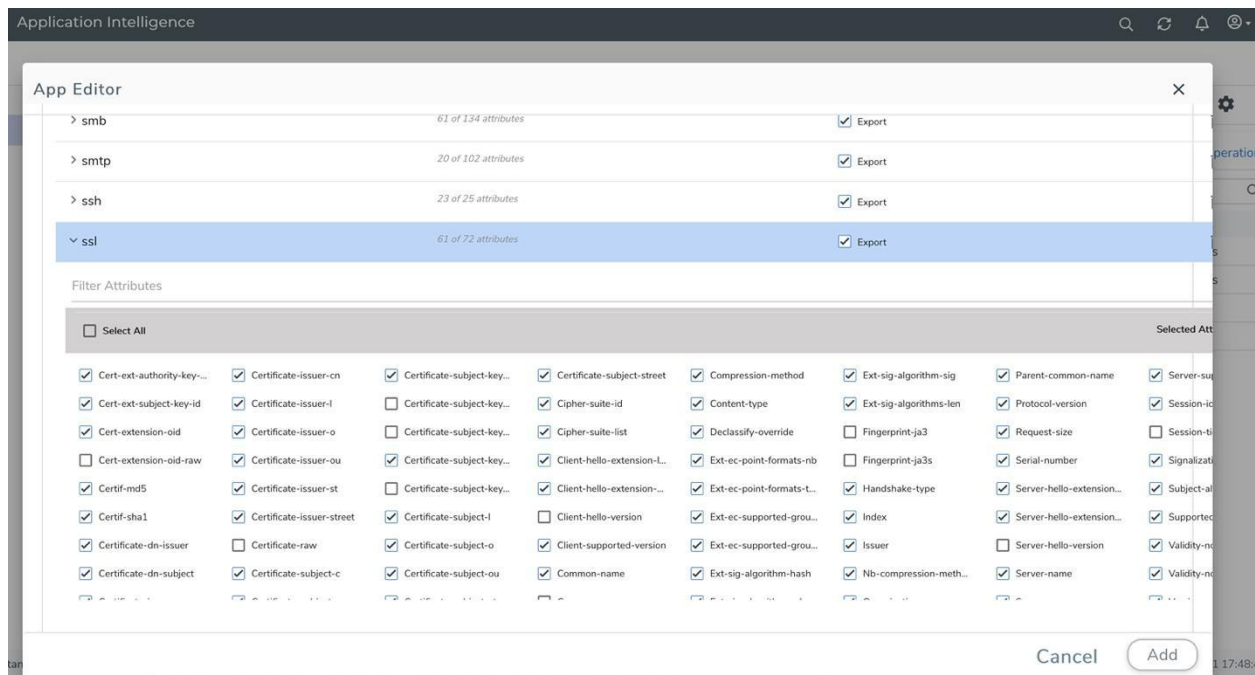 Application Intelligence
App Editor
smb 61 of 134 attributes Export
smtp 20 of 102 attributes Export
peratio
ssh 23 of 25 attributes Export
ssl 61 of 72 attributes Export
Filter Attributes
Select All Selected Att
Cert-ext-authority-key-... Certificate-issuer-cn Certificate-subject-key... Certificate-subject-street Compression-method Ext-sig-algorithm-sig Parent-common-name Server-sup
Cert-ext-subject-key-id Certificate-issuer-l Certificate-subject-key... Cipher-suite-id Content-type Ext-sig-algorithms-len Protocol-version Session-id
Cert-extension-oid Certificate-issuer-o Certificate-subject-key... Cipher-suite-list Declassify-override Fingerprint-ja3 Request-size Session-ti
Cert-extension-oid-raw Certificate-issuer-ou Certificate-subject-key... Client-hello-extension-l... Ext-ec-point-formats-nb Fingerprint-ja3s Serial-number Signalizati
Certif-md5 Certificate-issuer-st Certificate-subject-key... Client-hello-extension-... Ext-ec-point-formats-t... Handshake-type Server-hello-extension... Subject-al
Certif-sha1 Certificate-issuer-street Certificate-subject-l Client-hello-version Ext-ec-supported-grou... Index Server-hello-extension... Supported
Certificate-dn-issuer Certificate-raw Certificate-subject-o Client-supported-version Ext-ec-supported-grou... Issuer Server-hello-version Validity-no
Certificate-dn-subject Certificate-subject-c Certificate-subject-ou Common-name Ext-sig-algorithm-hash Nb-compression-meth... Server-name Validity-no
Cancel Add
tan
1 17:48: